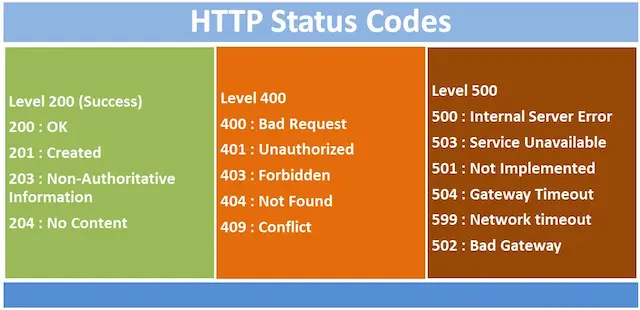 HTTP Status Codes
Level 200 (Success)
200 : OK
201 : Created
203 : Non-Authoritative
Information
204 : No Content
Level 400
400 : Bad Request
401 : Unauthorized
403 : Forbidden
404 : Not Found
409 : Conflict
Level 500
500 : Internal Server Error
503 : Service Unavailable
501 : Not Implemented
504 : Gateway Timeout
599 : Network timeout
502 : Bad Gateway